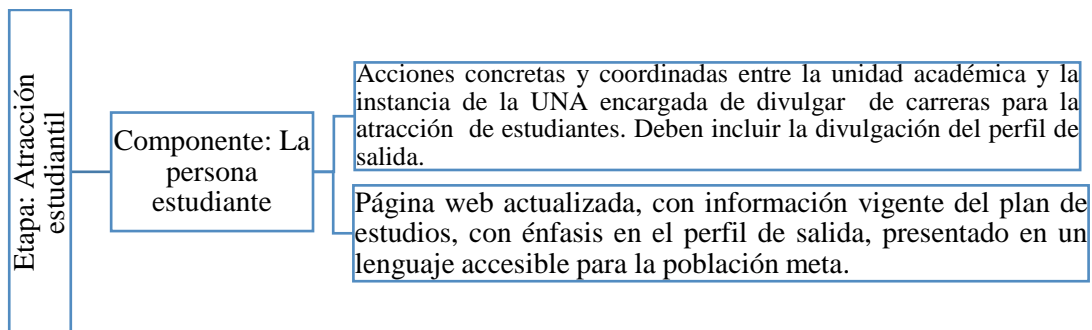 Etapa: Atracción
estudiantil
Componente: La
persona
estudiante
Acciones concretas y coordinadas entre la unidad académica y la
instancia de la UNA encargada de divulgar de carreras para la
atracción de estudiantes. Deben incluir la divulgación del perfil de
salida.
Página web actualizada, con información vigente del plan de
estudios, con énfasis en el perfil de salida, presentado en un
lenguaje accesible para la población meta.